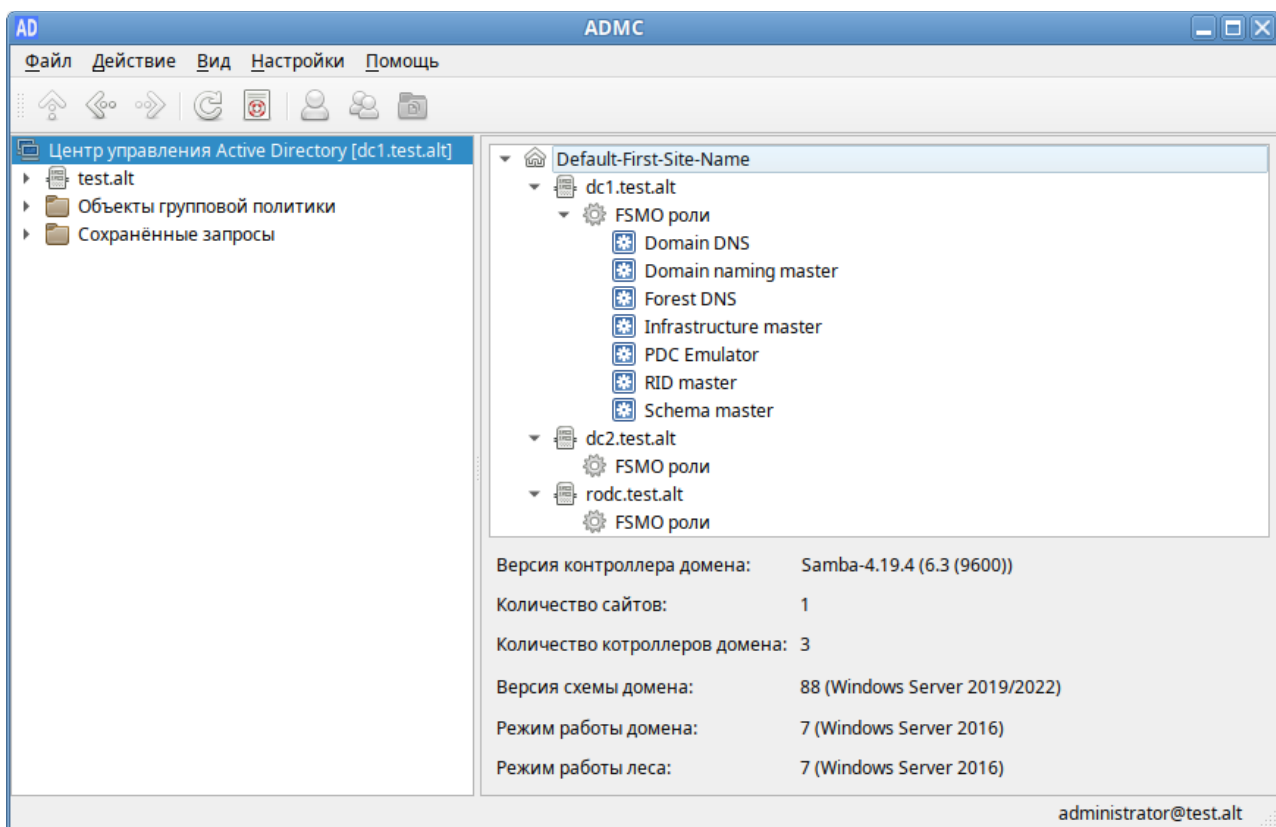 AD ADMC
Файл Действие Вид Настройки Помощь
Центр управления Active Directory [dc1.test.alt]
test.alt
Объекты групповой политики
Сохранённые запросы
Default-First-Site-Name
dc1.test.alt
FSMO роли
Domain DNS
Domain naming master
Forest DNS
Infrastructure master
PDC Emulator
RID master
Schema master
dc2.test.alt
FSMO роли
rodc.test.alt
FSMO роли
Версия контроллера домена: Samba-4.19.4 (6.3 (9600))
Количество сайтов: 1
Количество котроллеров домена: 3
Версия схемы домена: 88 (Windows Server 2019/2022)
Режим работы домена: 7 (Windows Server 2016)
Режим работы леса: 7 (Windows Server 2016)
administrator@test.alt